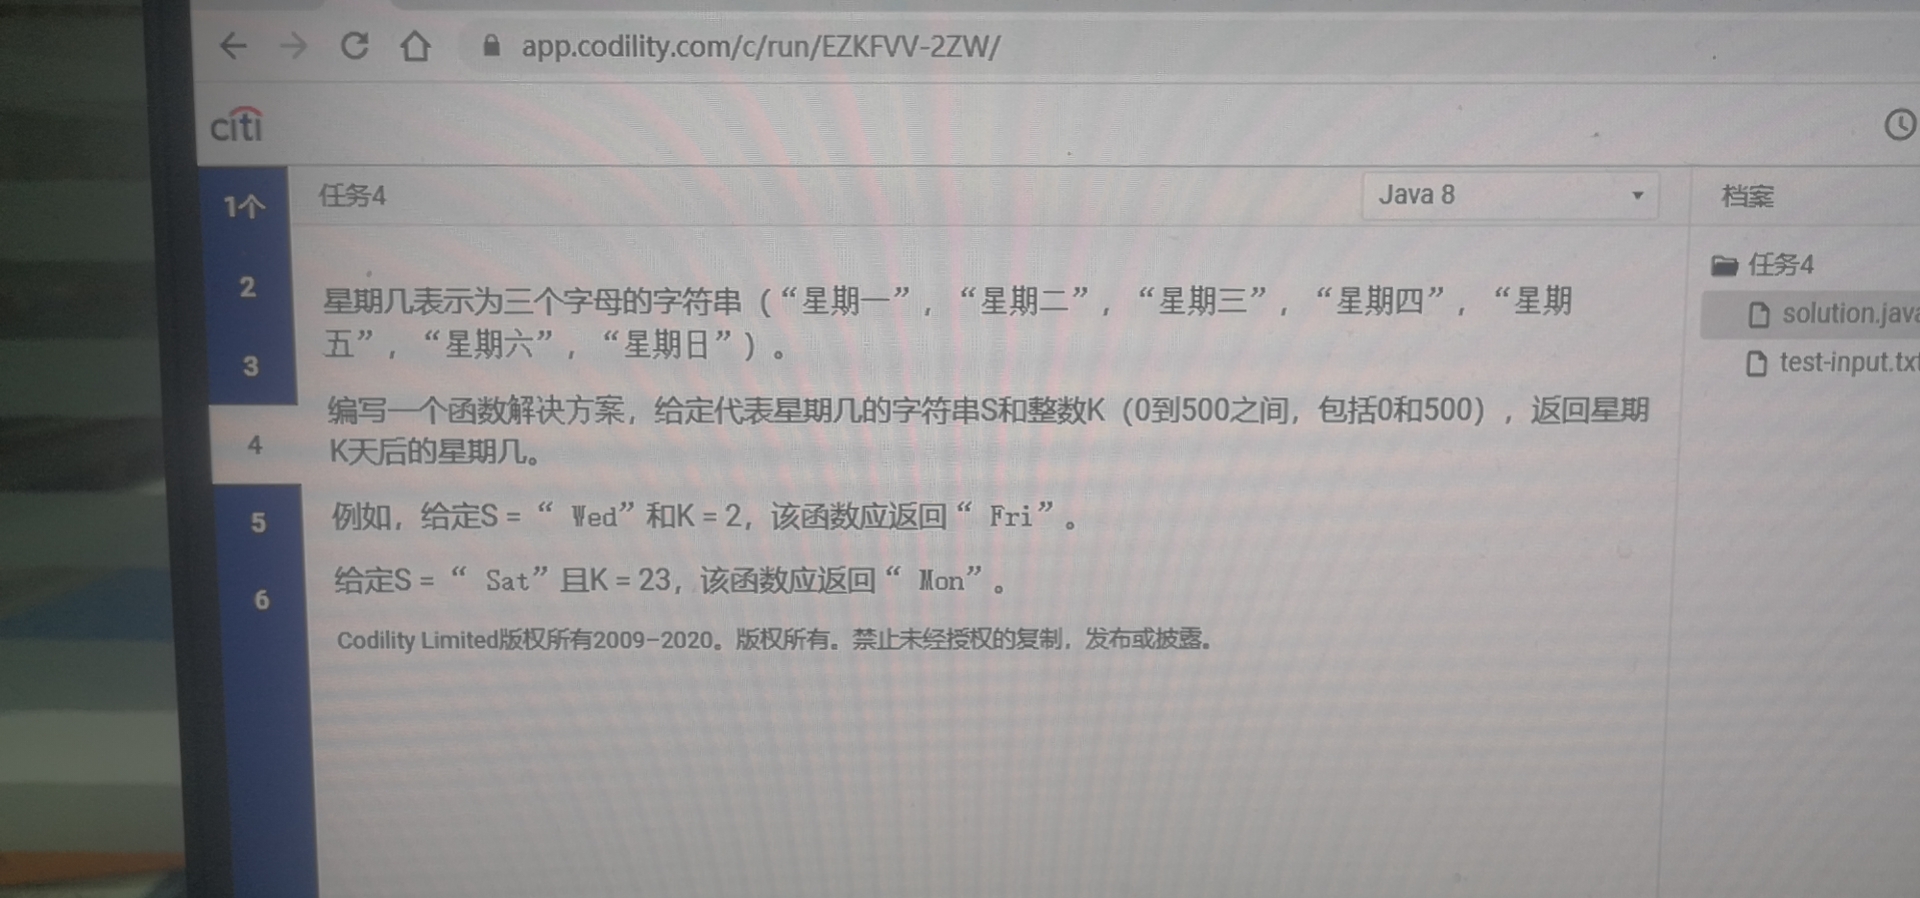 app.codility.com/c/run/EZKFVV-2ZW/
citi
1个
任务4
Java 8
档案
2
任务4
星期几表示为三个字母的字符串（“星期一”，“星期二”，“星期三”，“星期四”，“星期
solution.java
五”，“星期六”，“星期日”）。
3
test-input.txt
编写一个函数解决方案，给定代表星期几的字符串S和整数K（0到500之间，包括0和500），返回星期
4
K天后的星期几。
5
例如，给定S = “ Wed”和K = 2，该函数应返回“ Fri”。
给定S = “ Sat”且K = 23，该函数应返回“ Mon”。
6
Codility Limited版权所有2009–2020。版权所有。禁止未经授权的复制，发布或披露。